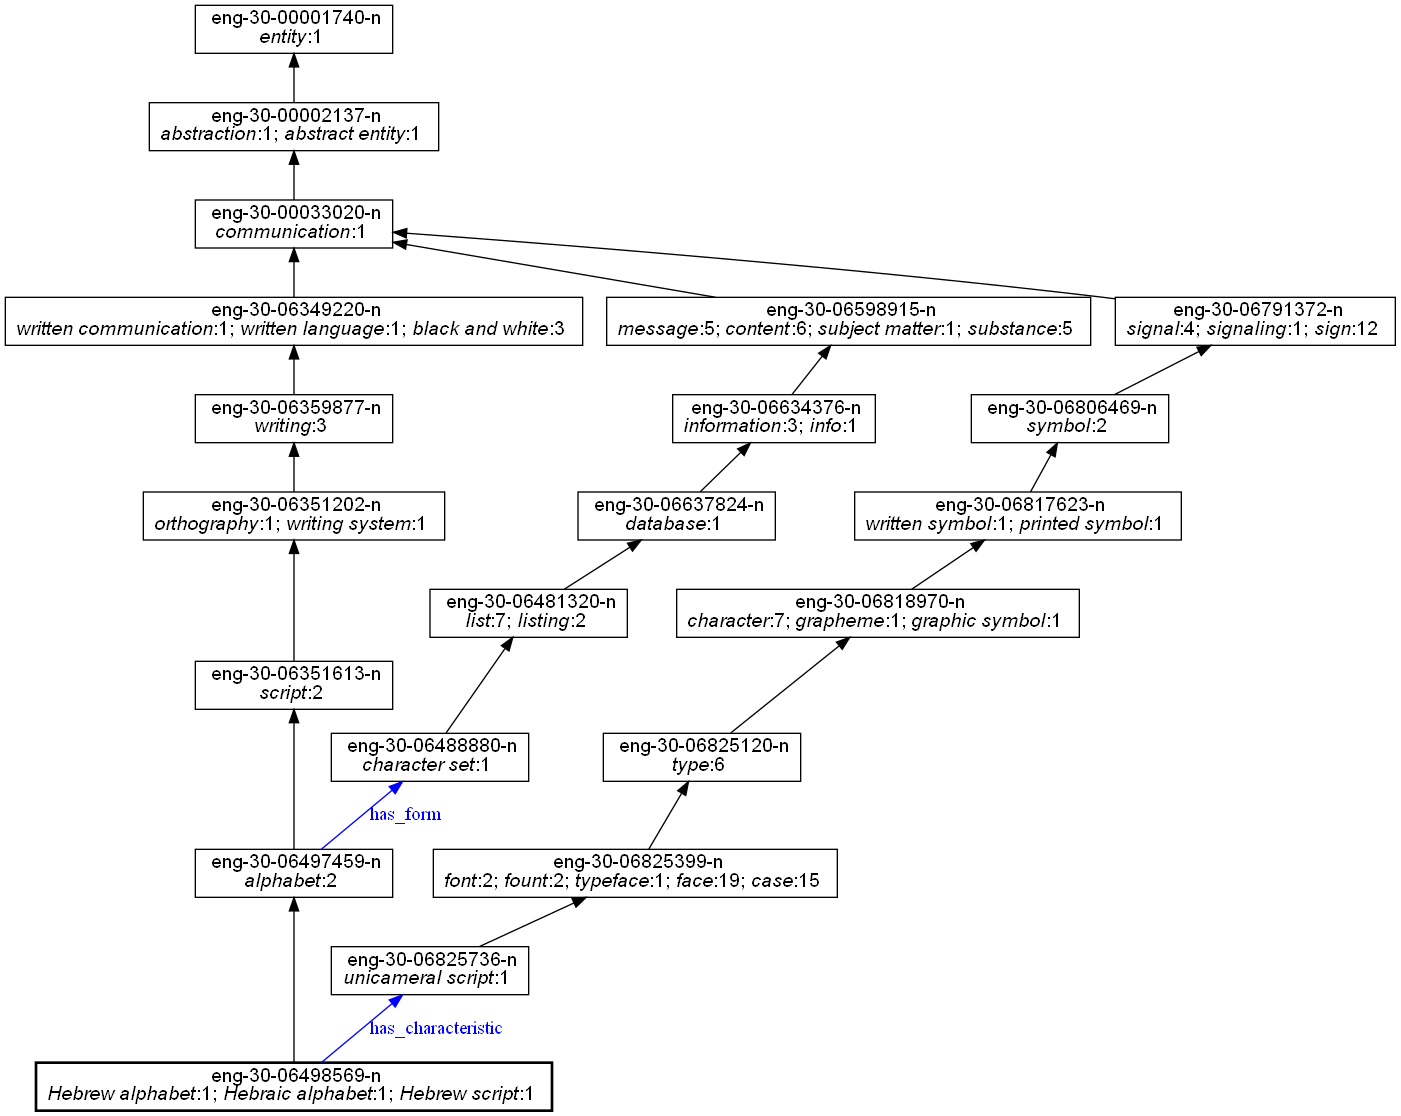 eng-30-00001740-n
entity:1
eng-30-00002137-n
abstraction:1; abstract entity:1
eng-30-00033020-n
communication:1
eng-30-06349220-n
written communication:1; written language:1; black and white:3
eng-30-06598915-n
message:5; content:6; subject matter:1; substance:5
eng-30-06791372-n
signal:4; signaling:1; sign:12
eng-30-06359877-n
writing:3
eng-30-06634376-n
information:3; info:1
eng-30-06806469-n
symbol:2
eng-30-06351202-n
orthography:1; writing system:1
eng-30-06637824-n
database:1
eng-30-06817623-n
written symbol:1; printed symbol:1
eng-30-06481320-n
list:7; listing:2
eng-30-06818970-n
character:7; grapheme:1; graphic symbol:1
eng-30-06351613-n
script:2
eng-30-06488880-n
character set:1
eng-30-06825120-n
type:6
has_form
eng-30-06497459-n
alphabet:2
eng-30-06825399-n
font:2; fount:2; typeface:1; face:19; case:15
eng-30-06825736-n
unicameral script:1
has_characteristic
eng-30-06498569-n
Hebrew alphabet:1; Hebraic alphabet:1; Hebrew script:1